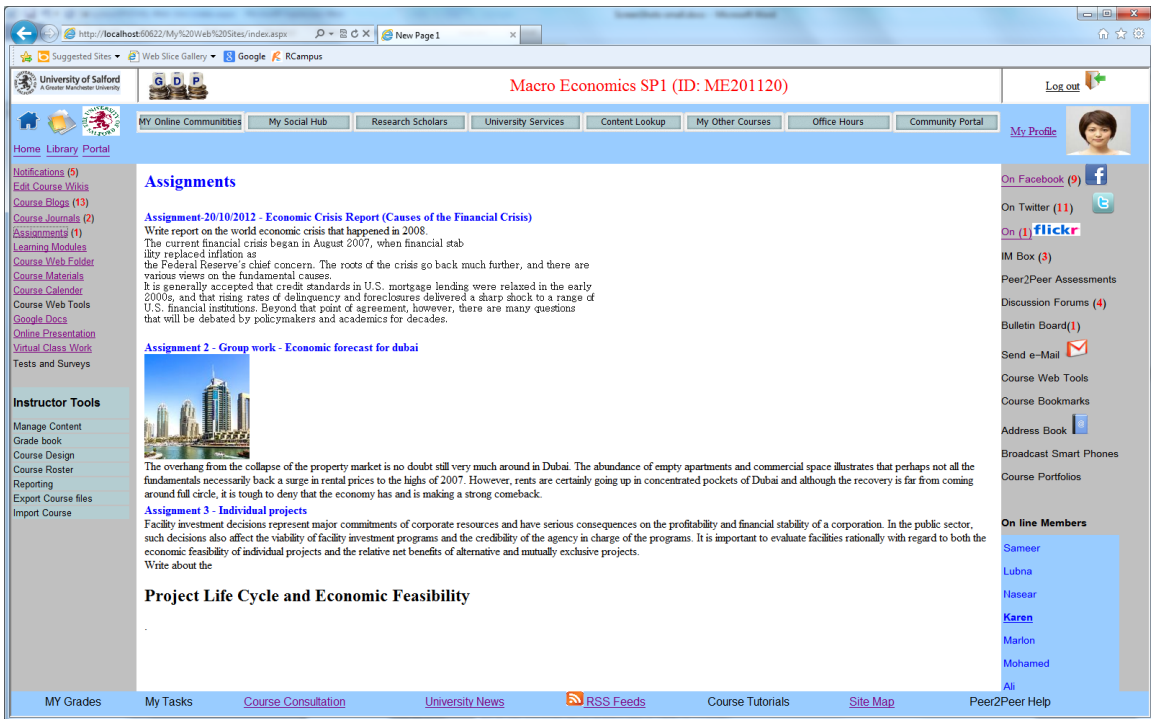 http://localhost:60622/My%20Web%20Sites/index.aspx
New Page 1
Suggested Sites
Web Slice Gallery
Google
RCampus
University of Salford
A Greater Manchester University
G D P
Macro Economics SP1 (ID: ME201120)
Log out
MY Online Communitities
My Social Hub
Research Scholars
University Services
Content Lookup
My Other Courses
Office Hours
Community Portal
My Profile
Home Library Portal
Notifications (5)
Edit Course Wikis
Course Blogs (13)
Course Journals (2)
Assignments (1)
Learning Modules
Course Web Folder
Course Materials
Course Calender
Course Web Tools
Google Docs
Online Presentation
Virtual Class Work
Tests and Surveys
Instructor Tools
Manage Content
Grade book
Course Design
Course Roster
Reporting
Export Course files
Import Course
Assignments
Assignment-20/10/2012 - Economic Crisis Report (Causes of the Financial Crisis)
Write report on the world economic crisis that happened in 2008.
The current financial crisis began in August 2007, when financial stab
ility replaced inflation as
the Federal Reserve's chief concern. The roots of the crisis go back much further, and there are
various views on the fundamental causes.
It is generally accepted that credit standards in U.S. mortgage lending were relaxed in the early
2000s, and that rising rates of delinquency and foreclosures delivered a sharp shock to a range of
U.S. financial institutions. Beyond that point of agreement, however, there are many questions
that will be debated by policymakers and academics for decades.
Assignment 2 - Group work - Economic forecast for dubai
The overhang from the collapse of the property market is no doubt still very much around in Dubai. The abundance of empty apartments and commercial space illustrates that perhaps not all the
fundamentals necessarily back a surge in rental prices to the highs of 2007. However, rents are certainly going up in concentrated pockets of Dubai and although the recovery is far from coming
around full circle, it is tough to deny that the economy has and is making a strong comeback.
Assignment 3 - Individual projects
Facility investment decisions represent major commitments of corporate resources and have serious consequences on the profitability and financial stability of a corporation. In the public sector,
such decisions also affect the viability of facility investment programs and the credibility of the agency in charge of the programs. It is important to evaluate facilities rationally with regard to both the
economic feasibility of individual projects and the relative net benefits of alternative and mutually exclusive projects.
Write about the
Project Life Cycle and Economic Feasibility
.
On Facebook (9)
On Twitter (11)
On (1) flickr
IM Box (3)
Peer2Peer Assessments
Discussion Forums (4)
Bulletin Board(1)
Send e-Mail
Course Web Tools
Course Bookmarks
Address Book
Broadcast Smart Phones
Course Portfolios
On line Members
Sameer
Lubna
Nasear
Karen
Marlon
Mohamed
Ali
MY Grades
My Tasks
Course Consultation
University News
RSS Feeds
Course Tutorials
Site Map
Peer2Peer Help